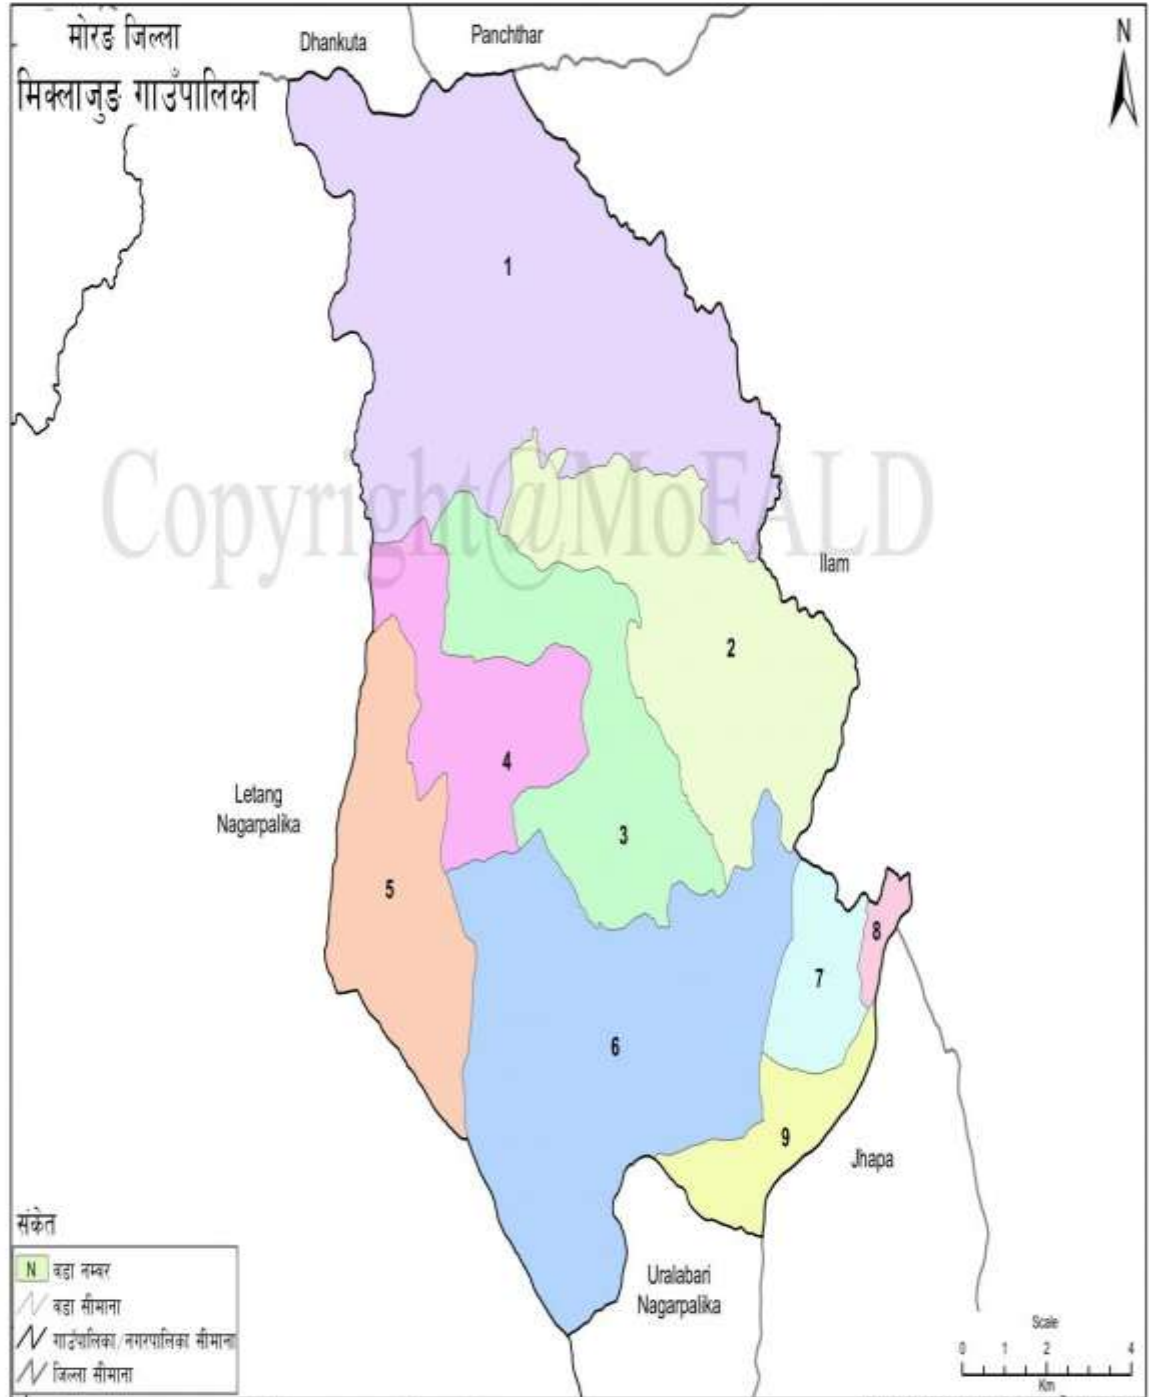 मोरङ जिल्ला
मिक्लाजुङ गाउँपालिका
Dhankuta
Panchthar
N
1
Copyright@MoFALD
Ilam
2
4
Letang
Nagarpalika
3
5
8
7
6
9
Jhapa
Uralabari
Nagarpalika
संकेत
N वडा नम्बर
वडा सीमाना
गाउँपालिका/नगरपालिका सीमाना
जिल्ला सीमाना
Scale
0 1 2 4
Km